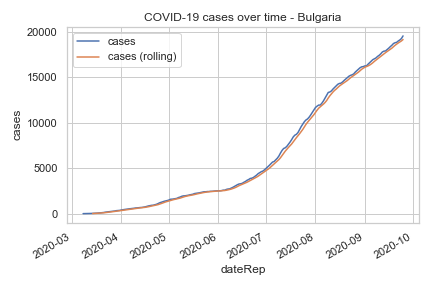 COVID-19 cases over time - Bulgaria
cases
cases (rolling)
20000
15000
10000
5000
0
cases
2020-03
2020-04
2020-05
2020-06
2020-07
2020-08
2020-09
2020-10
dateRep